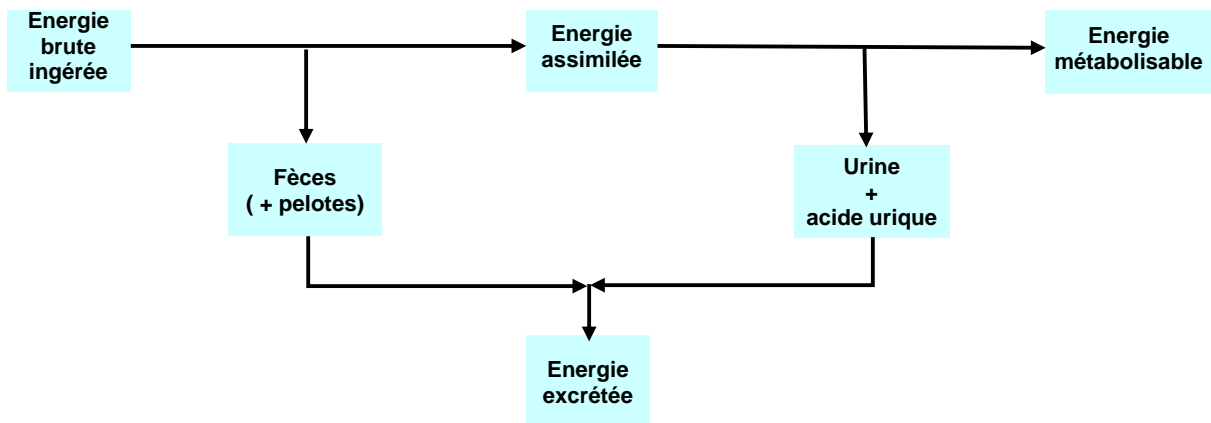 Energie
brute
ingérée
Energie
assimilée
Energie
métabolisable
Fèces
( + pelotes)
Urine
+
acide urique
Energie
excrétée